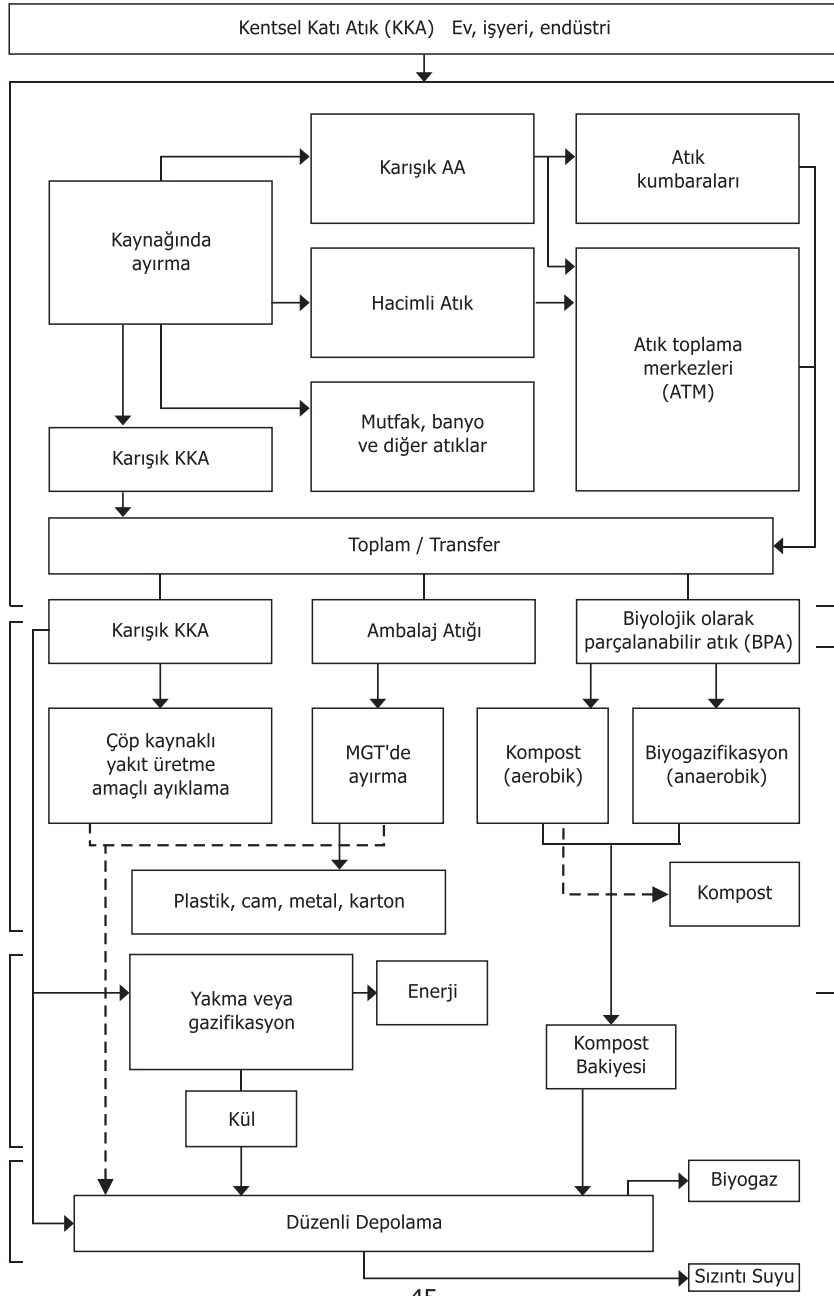 Kentsel Katı Atık (KKA) Ev, işyeri, endüstri
Karışık AA
Atık
kumbaraları
Kaynağında
ayırma
Hacimli Atık
Atık toplama
merkezleri
(ATM)
Mutfak, banyo
ve diğer atıklar
Karışık KKA
Toplam / Transfer
Karışık KKA
Ambalaj Atığı
Biyolojik olarak
parçalanabilir atık (BPA)
Çöp kaynaklı
yakıt üretme
amaçlı ayıklama
MGT'de
ayırma
Kompost
(aerobik)
Biyogazifikasyon
(anaerobik)
Plastik, cam, metal, karton
Kompost
Yakma veya
gazifikasyon
Enerji
Kompost
Bakiyesi
Kül
Biyogaz
Düzenli Depolama
Sızıntı Suyu